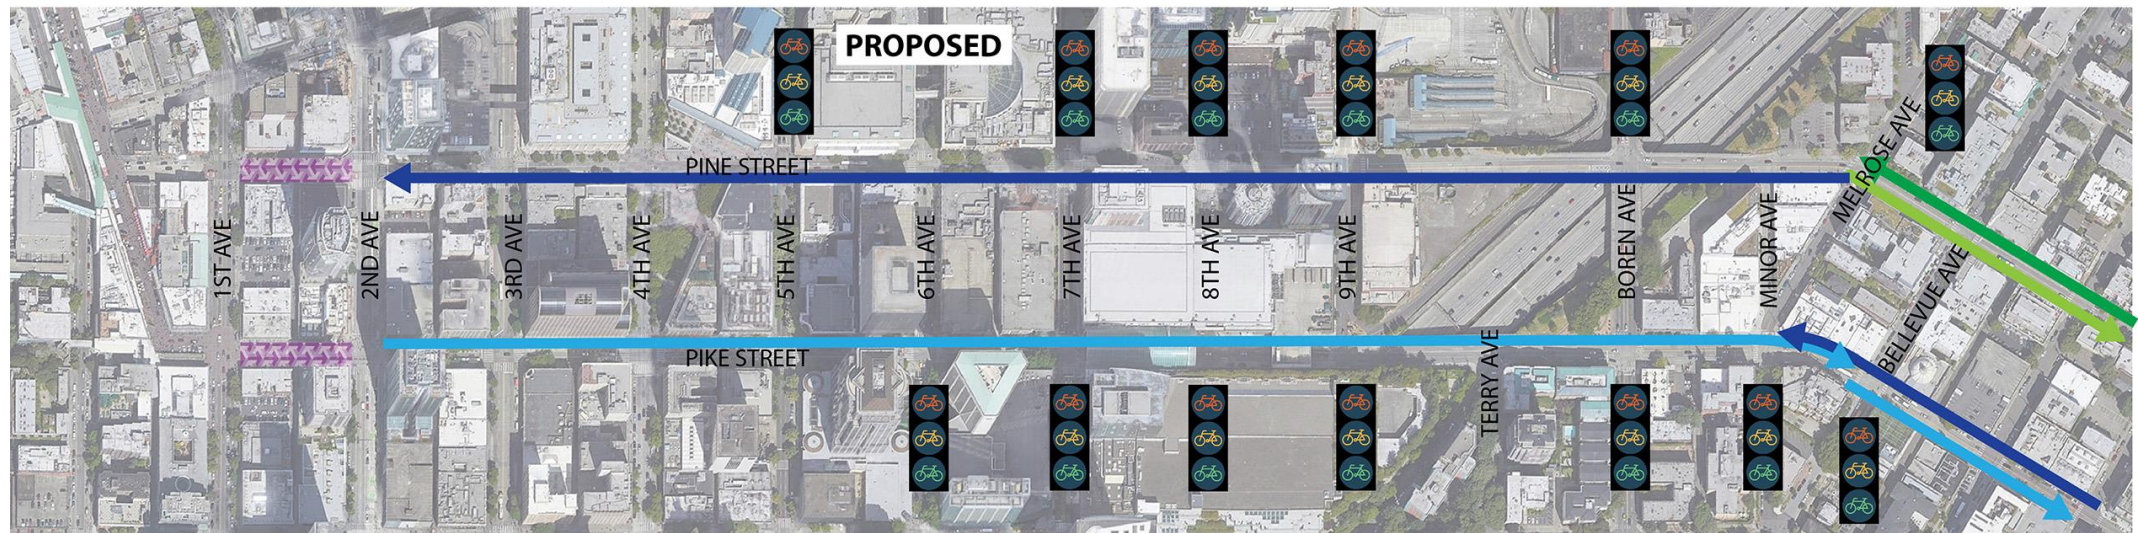 PROPOSED
PINE STREET
MELROSE AVE
1ST AVE
2ND AVE
3RD AVE
4TH AVE
5TH AVE
6TH AVE
7TH AVE
8TH AVE
9TH AVE
BOREN AVE
MINOR AVE
BELLEVUE AVE
PIKE STREET
TERRY AVE